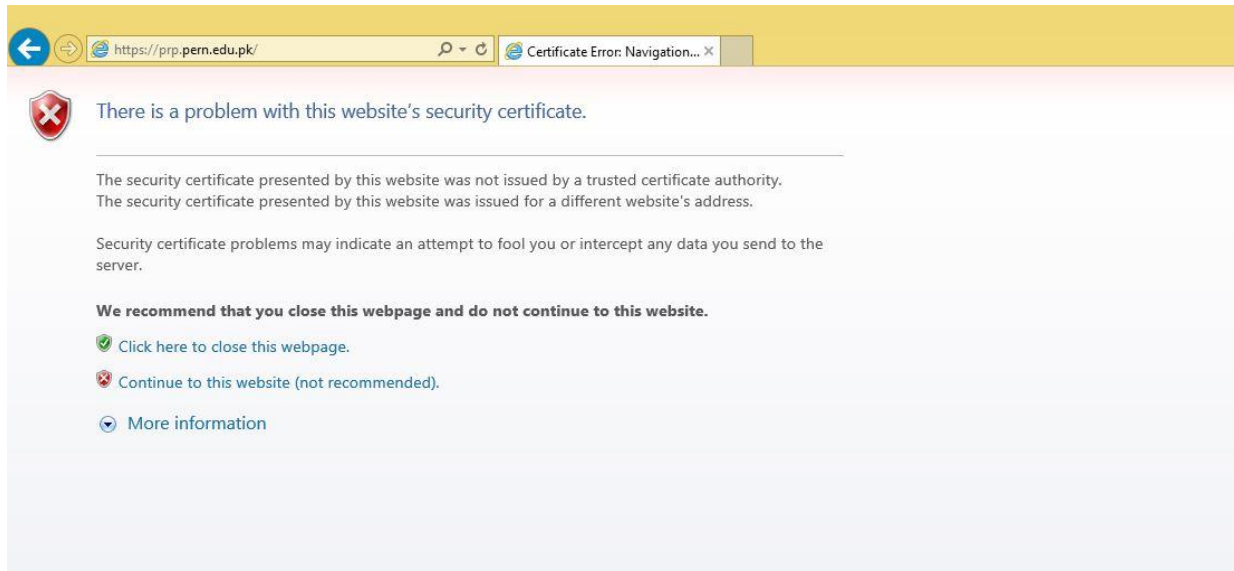 https://prp.pern.edu.pk/
Certificate Error: Navigation...
There is a problem with this website's security certificate.
The security certificate presented by this website was not issued by a trusted certificate authority.
The security certificate presented by this website was issued for a different website's address.
Security certificate problems may indicate an attempt to fool you or intercept any data you send to the
server.
We recommend that you close this webpage and do not continue to this website.
Click here to close this webpage.
Continue to this website (not recommended).
More information